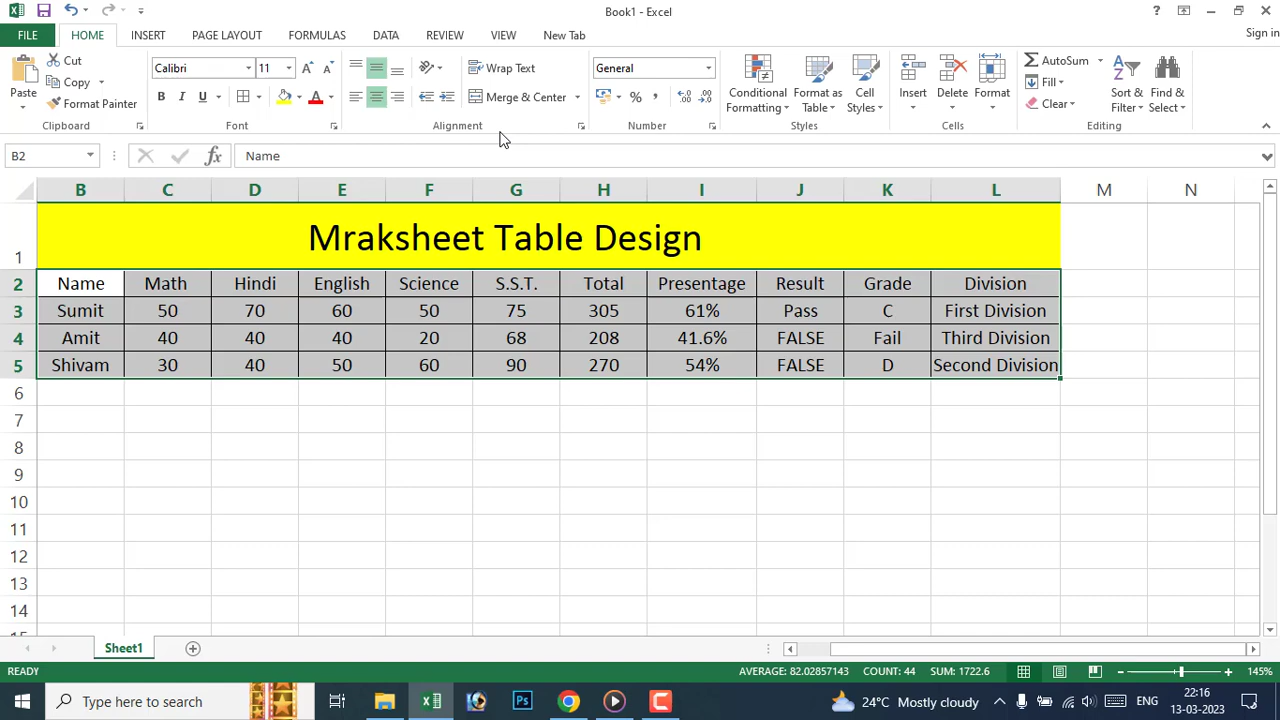 Book1 - Excel
?
FILE HOME INSERT PAGE LAYOUT FORMULAS DATA REVIEW VIEW New Tab Sign in
Paste Cut Copy Format Painter Clipboard
Calibri 11 B I U A Font
Wrap Text Merge & Center Alignment
General % , Number
Conditional Formatting Format as Table Cell Styles Styles
Insert Delete Format Cells
AutoSum Fill Clear Sort & Filter Find & Select Editing
B2 fx Name
B C D E F G H I J K L M N
1 Mraksheet Table Design
2 Name Math Hindi English Science S.S.T. Total Presentage Result Grade Division
3 Sumit 50 70 60 50 75 305 61% Pass C First Division
4 Amit 40 40 40 20 68 208 41.6% FALSE Fail Third Division
5 Shivam 30 40 50 60 90 270 54% FALSE D Second Division
6
7
8
9
10
11
12
13
14
15
Sheet1
READY AVERAGE: 82.02857143 COUNT: 44 SUM: 1722.6 145%
Type here to search Ps 24°C Mostly cloudy ENG 22:16
13-03-2023